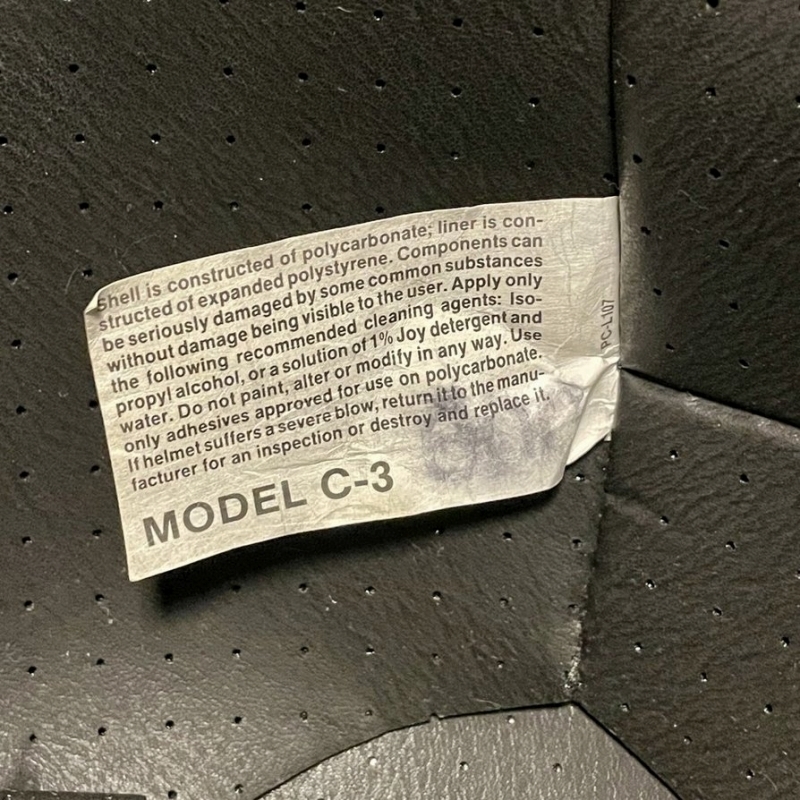 Shell is constructed of polycarbonate; liner is con-
structed of expanded polystyrene. Components can
be seriously damaged by some common substances
without damage being visible to the user. Apply only
the following recommended cleaning agents: Iso-
propyl alcohol, or a solution of 1% Joy detergent and
water. Do not paint, alter or modify in any way. Use
only adhesives approved for use on polycarbonate.
If helmet suffers a severe blow, return it to the manu-
facturer for an inspection or destroy and replace it.
MODEL C-3
PC-L107